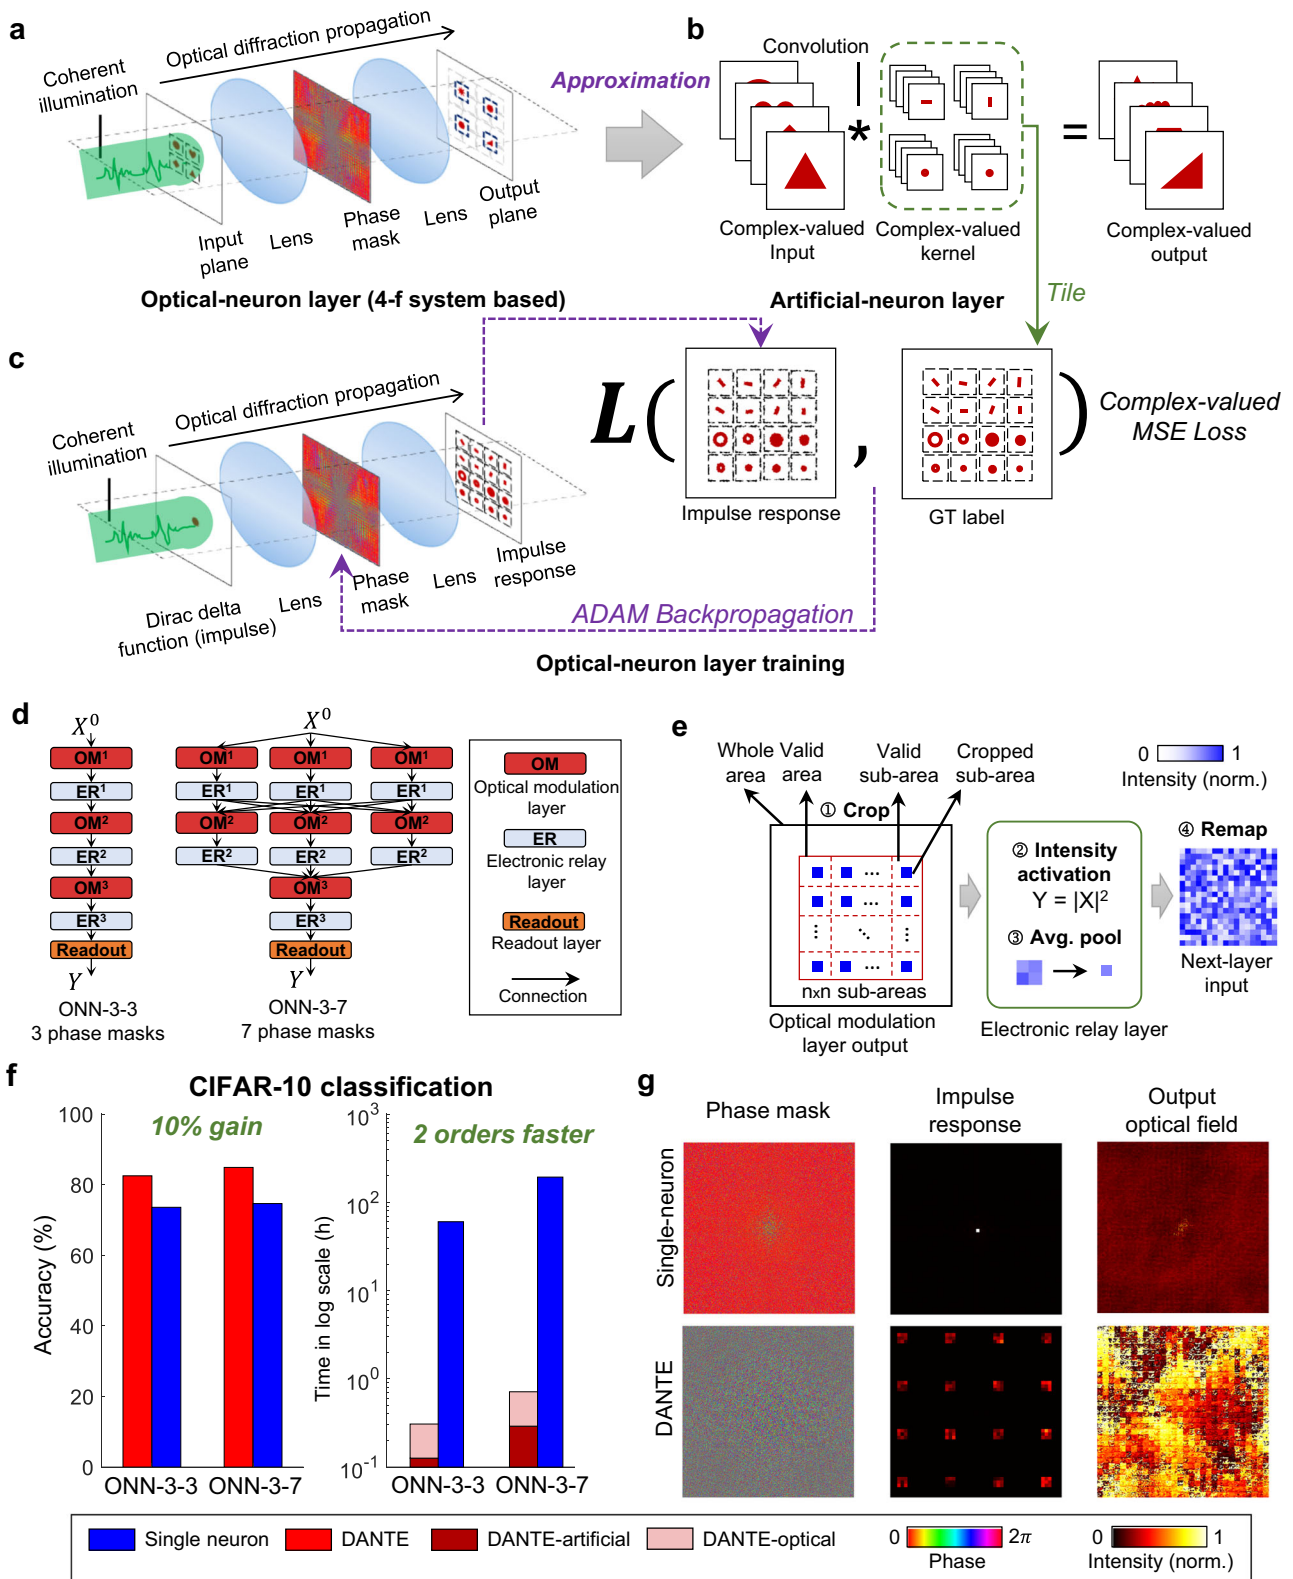 a
Optical diffraction propagation
Coherent
illumination
Input
plane
Lens
Phase
mask
Lens
Output
plane
Optical-neuron layer (4-f system based)
Approximation
b
Convolution
*
=
Complex-valued
Input
Complex-valued
kernel
Complex-valued
output
Artificial-neuron layer
Tile
c
Optical diffraction propagation
Coherent
illumination
Dirac delta
function (impulse)
Lens
Phase
mask
Lens
Impulse
response
L( , )
Impulse response
GT label
Complex-valued
MSE Loss
ADAM Backpropagation
Optical-neuron layer training
d
X⁰
OM¹
ER¹
OM²
ER²
OM³
ER³
Readout
Y
ONN-3-3
3 phase masks
X⁰
OM¹ OM¹ OM¹
ER¹ ER¹ ER¹
OM² OM² OM²
ER² ER² ER²
OM³
ER³
Readout
Y
ONN-3-7
7 phase masks
OM
Optical modulation
layer
ER
Electronic relay
layer
Readout
Readout layer
Connection
e
Whole
area
Valid
area
Valid
sub-area
Cropped
sub-area
0 1
Intensity (norm.)
① Crop
n×n sub-areas
Optical modulation
layer output
② Intensity
activation
Y = |X|²
③ Avg. pool
Electronic relay layer
④ Remap
Next-layer
input
f
CIFAR-10 classification
10% gain
Accuracy (%)
100
80
60
40
20
0
ONN-3-3 ONN-3-7
2 orders faster
Time in log scale (h)
10³
10²
10¹
10⁰
10⁻¹
ONN-3-3 ONN-3-7
g
Phase mask
Impulse
response
Output
optical field
Single-neuron
DANTE
Single neuron
DANTE
DANTE-artificial
DANTE-optical
0 2π
Phase
0 1
Intensity (norm.)